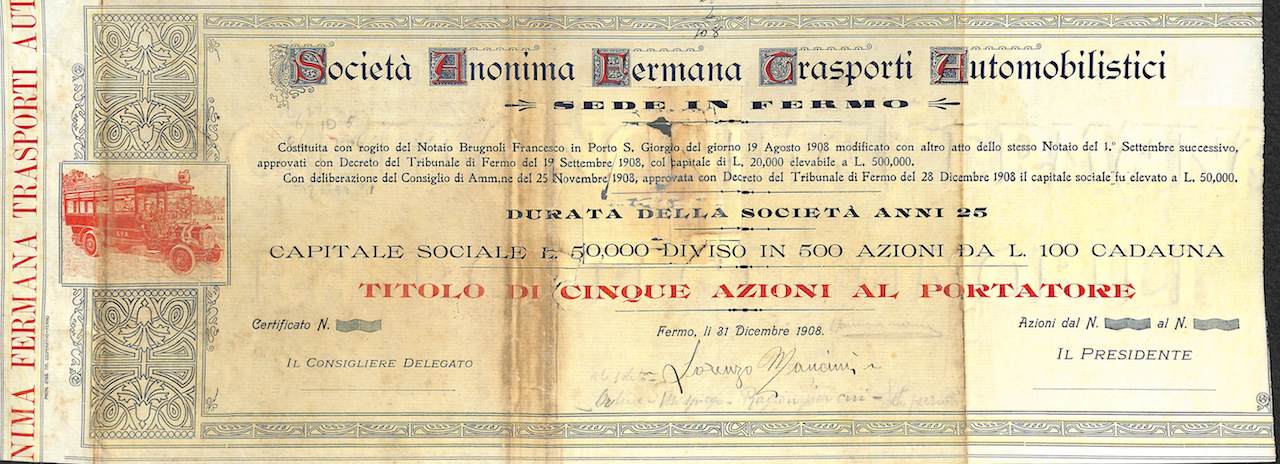 NIMA FERMANA TRASPORTI AUT
Società Anonima Fermana Trasporti Automobilistici
SEDE IN FERMO
Costituita con rogito del Notaio Brugnoli Francesco in Porto S. Giorgio del giorno 19 Agosto 1908 modificato con altro atto dello stesso Notaio del 1.º Settembre successivo,
approvati con Decreto del Tribunale di Fermo del 19 Settembre 1908, col capitale di L. 20,000 elevabile a L. 500,000.
Con deliberazione del Consiglio di Amm.ne del 25 Novembre 1908, approvata con Decreto del Tribunale di Fermo del 28 Dicembre 1908 il capitale sociale fu elevato a L. 50,000.
DURATA DELLA SOCIETÀ ANNI 25
CAPITALE SOCIALE L. 50,000 DIVISO IN 500 AZIONI DA L. 100 CADAUNA
TITOLO DI CINQUE AZIONI AL PORTATORE
Certificato N.
Fermo, li 31 Dicembre 1908.
Azioni dal N. al N.
IL CONSIGLIERE DELEGATO
IL PRESIDENTE
Lorenzo Mancini